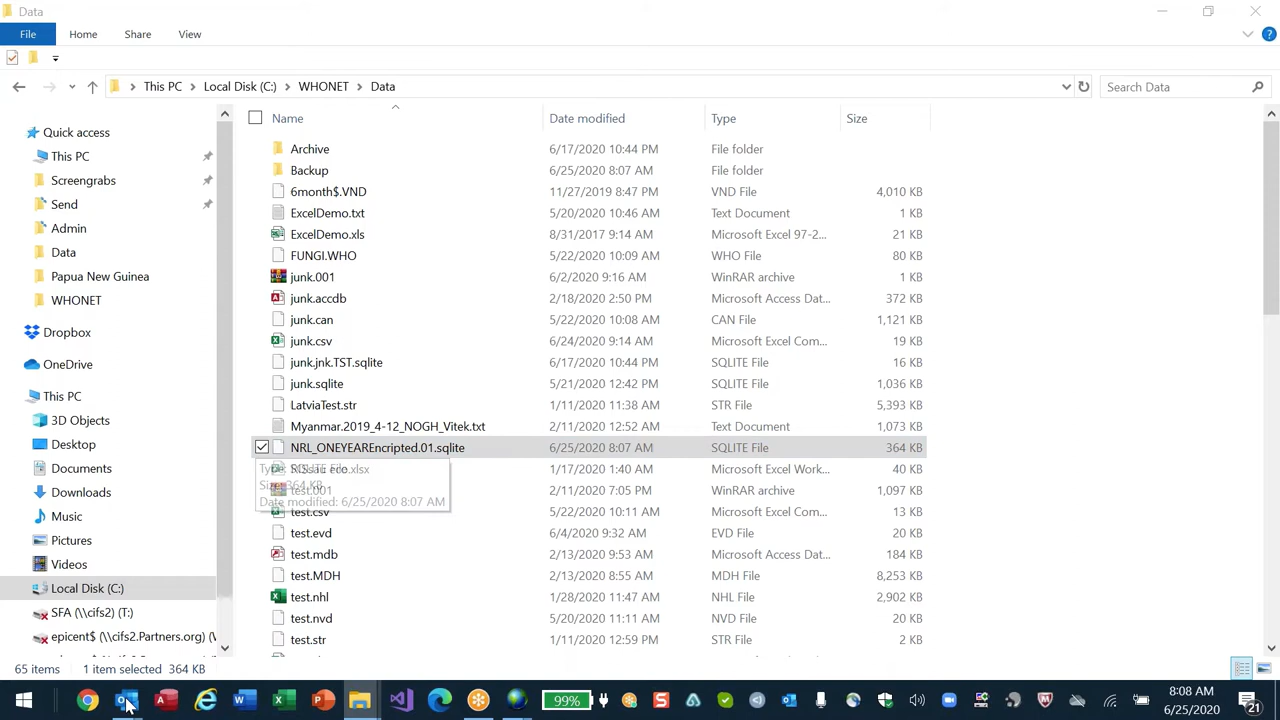 Data
File Home Share View
This PC Local Disk (C:) WHONET Data Search Data
Name Date modified Type Size
Quick access
This PC
Screengrabs
Send
Admin
Data
Papua New Guinea
WHONET
Dropbox
OneDrive
This PC
3D Objects
Desktop
Documents
Downloads
Music
Pictures
Videos
Local Disk (C:)
SFA (\\cifs2) (T:)
epicent$ (\\cifs2.Partners.org) (V
Archive 6/17/2020 10:44 PM File folder
Backup 6/25/2020 8:07 AM File folder
6month$.VND 11/27/2019 8:47 PM VND File 4,010 KB
ExcelDemo.txt 5/20/2020 10:46 AM Text Document 1 KB
ExcelDemo.xls 8/31/2017 9:14 AM Microsoft Excel 97-2... 21 KB
FUNGI.WHO 5/22/2020 10:09 AM WHO File 80 KB
junk.001 6/2/2020 9:16 AM WinRAR archive 1 KB
junk.accdb 2/18/2020 2:50 PM Microsoft Access Dat... 372 KB
junk.can 5/22/2020 10:08 AM CAN File 1,121 KB
junk.csv 6/24/2020 9:14 AM Microsoft Excel Com... 19 KB
junk.jnk.TST.sqlite 6/17/2020 10:44 PM SQLITE File 16 KB
junk.sqlite 5/21/2020 12:42 PM SQLITE File 1,036 KB
LatviaTest.str 1/11/2020 11:38 AM STR File 5,393 KB
Myanmar.2019_4-12_NOGH_Vitek.txt 2/11/2020 12:52 AM Text Document 1,073 KB
NRL_ONEYEAREncripted.01.sqlite 6/25/2020 8:07 AM SQLITE File 364 KB
eco.xlsx 1/17/2020 1:40 AM Microsoft Excel Work... 40 KB
test.001 2/11/2020 7:05 PM WinRAR archive 1,097 KB
Date modified: 6/25/2020 8:07 AM
test.csv 5/22/2020 10:11 AM Microsoft Excel Com... 13 KB
test.evd 6/4/2020 9:32 AM EVD File 20 KB
test.mdb 2/13/2020 9:53 AM Microsoft Access Dat... 184 KB
test.MDH 2/13/2020 8:55 AM MDH File 8,253 KB
test.nhl 1/28/2020 11:47 AM NHL File 2,902 KB
test.nvd 5/20/2020 11:11 AM NVD File 20 KB
test.str 1/11/2020 12:59 PM STR File 2 KB
65 items 1 item selected 364 KB
99%
8:08 AM
6/25/2020
21